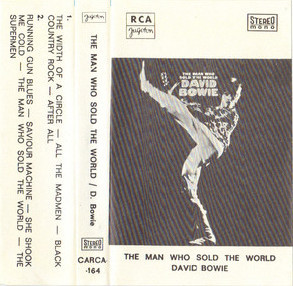 1.
THE WIDTH OF A CIRCLE — ALL THE MADMEN — BLACK
COUNTRY ROCK — AFTER ALL
2.
RUNNING GUN BLUES — SAVIOUR MACHINE — SHE SHOOK
ME COLD — THE MAN WHO SOLD THE WORLD — THE
SUPERMEN
jugoton
THE MAN WHO SOLD THE WORLD / D. Bowie
STEREO
mono
CARCA
-164
RCA
jugoton
STEREO
mono
THE MAN WHO
SOLD THE WORLD
DAVID
BOWIE
THE MAN WHO SOLD THE WORLD
DAVID BOWIE